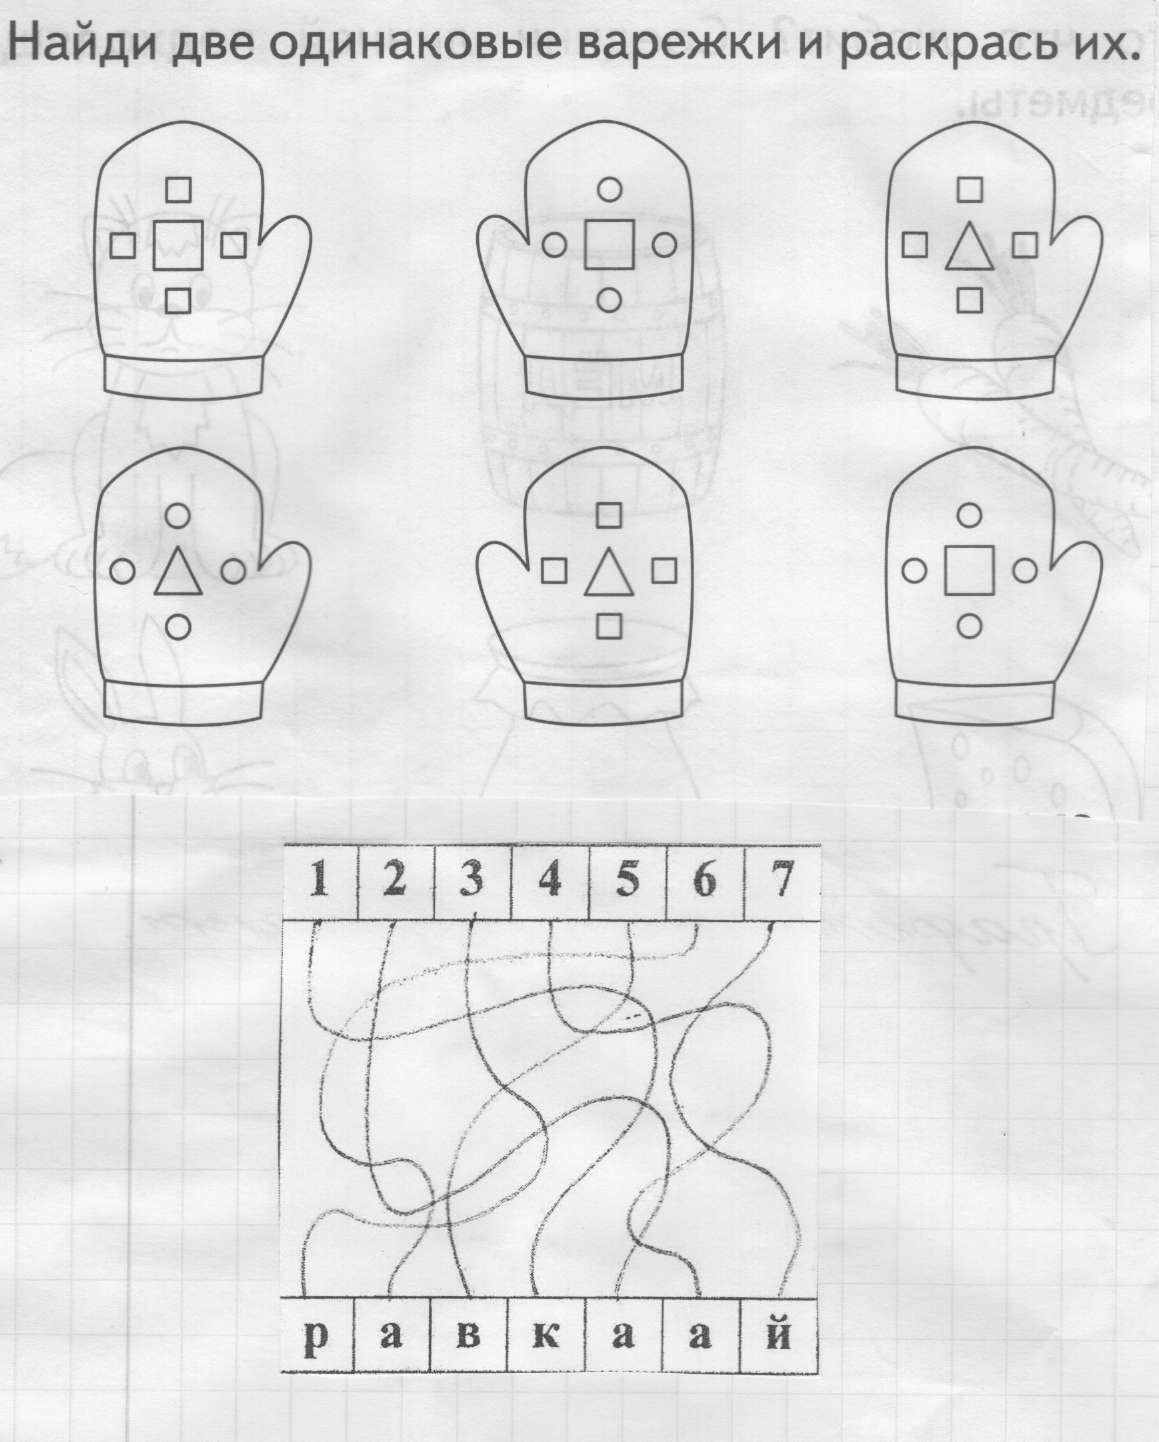 Найди две одинаковые варежки и раскрась их.
1 2 3 4 5 6 7
р а в к а а й